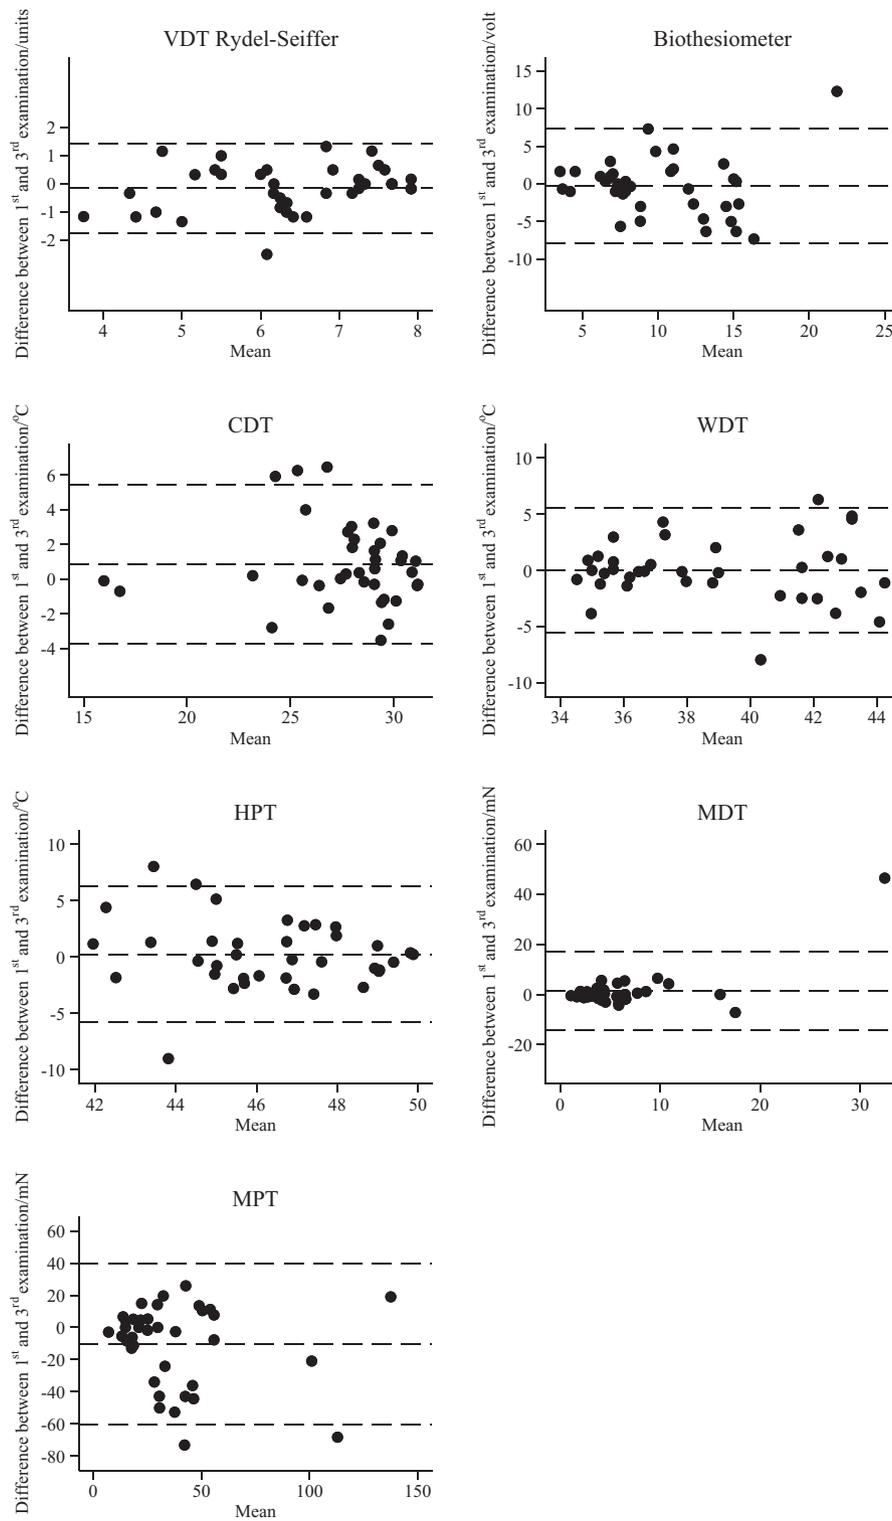 VDT Rydel-Seiffer
Difference between 1st and 3rd examination/units
2
1
0
-1
-2
4 5 6 7 8
Mean
Biothesiometer
Difference between 1st and 3rd examination/volt
15
10
5
0
-5
-10
5 10 15 20 25
Mean
CDT
Difference between 1st and 3rd examination/°C
6
4
2
0
-2
-4
15 20 25 30
Mean
WDT
Difference between 1st and 3rd examination/°C
10
5
0
-5
-10
34 36 38 40 42 44
Mean
HPT
Difference between 1st and 3rd examination/°C
10
5
0
-5
-10
42 44 46 48 50
Mean
MDT
Difference between 1st and 3rd examination/mN
60
40
20
0
-20
0 10 20 30
Mean
MPT
Difference between 1st and 3rd examination/mN
60
40
20
0
-20
-40
-60
-80
0 50 100 150
Mean